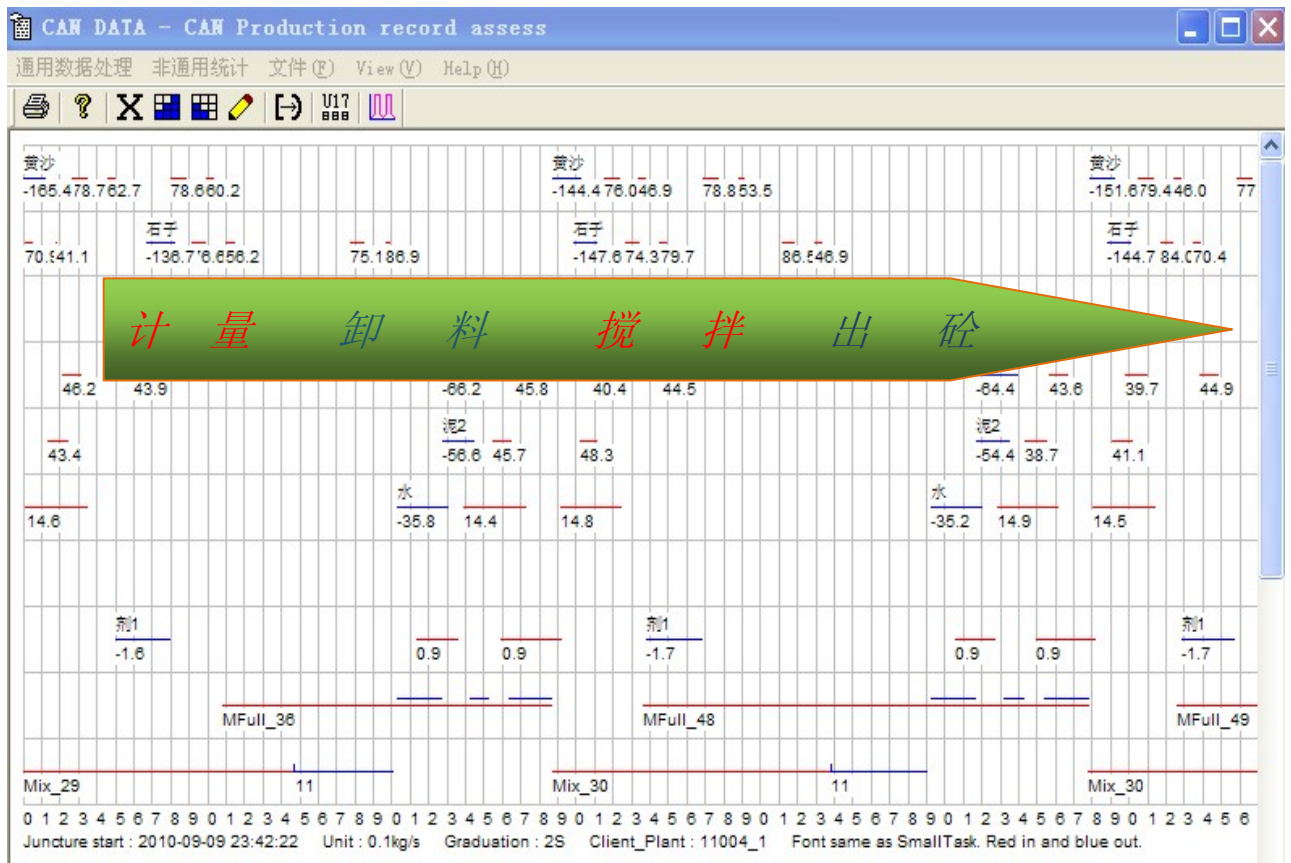 CAN DATA - CAN Production record assess
通用数据处理 非通用统计 文件(F) View(V) Help(H)
U17
黄沙 黄沙 黄沙
-165.478.762.7 78.660.2 -144.476.046.9 78.853.5 -151.679.446.0 77
石子 石子 石子
41.1 -136.7 56.2 75.186.9 -147.674.379.7 46.9 -144.7 70.4
计 量 卸 料 搅 拌 出 砼
46.2 43.9 -66.2 45.8 40.4 44.5 -64.4 43.6 39.7 44.9
泥2 泥2
43.4 -56.6 45.7 48.3 -54.4 38.7 41.1
水 水
14.6 -35.8 14.4 14.8 -35.2 14.9 14.5
剂1 剂1 剂1
-1.6 0.9 0.9 -1.7 0.9 0.9 -1.7
MFull_36 MFull_48 MFull_49
Mix_29 11 Mix_30 11 Mix_30
0 1 2 3 4 5 6 7 8 9 0 1 2 3 4 5 6 7 8 9 0 1 2 3 4 5 6 7 8 9 0 1 2 3 4 5 6 7 8 9 0 1 2 3 4 5 6 7 8 9 0 1 2 3 4 5 6 7 8 9 0 1 2 3 4 5 6
Juncture start : 2010-09-09 23:42:22 Unit : 0.1kg/s Graduation : 2S Client_Plant : 11004_1 Font same as SmallTask. Red in and blue out.